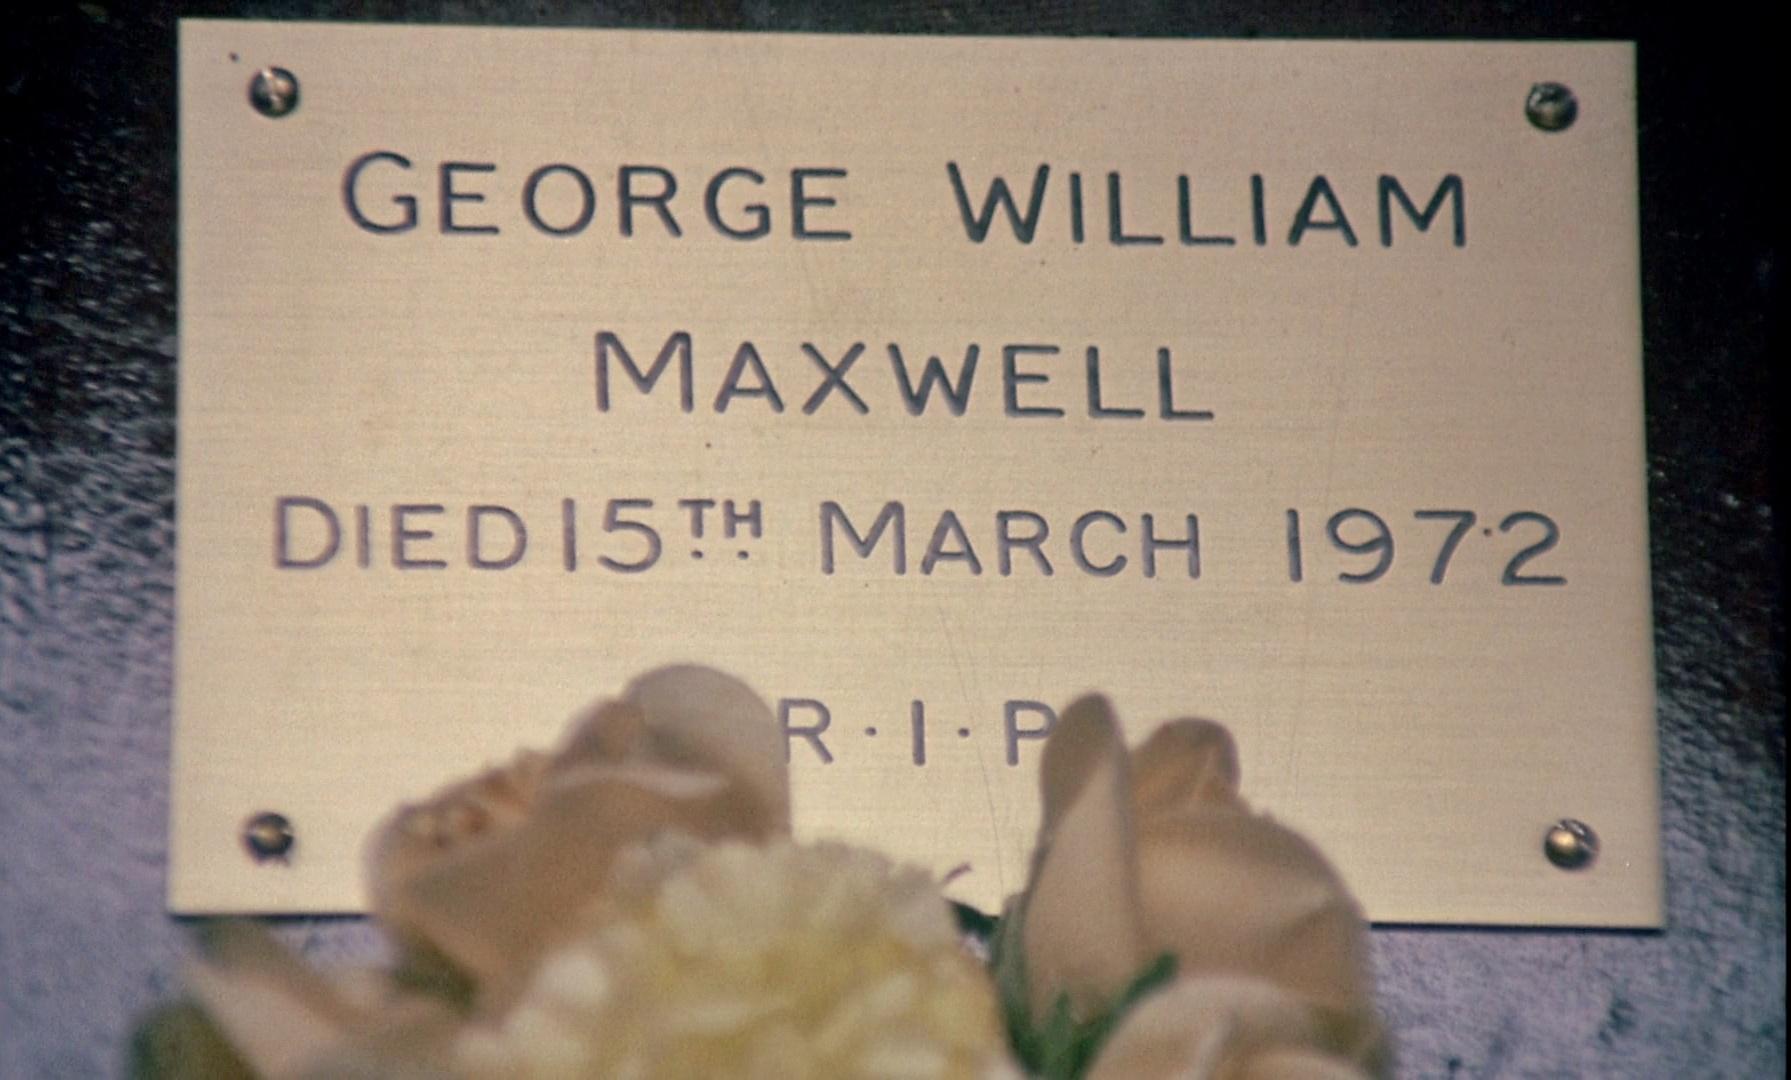 GEORGE WILLIAM
MAXWELL
DIED 15TH MARCH 1972
R·I·P